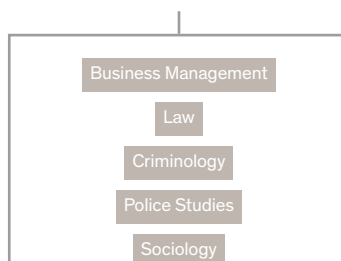 Business Management
Law
Criminology
Police Studies
Sociology